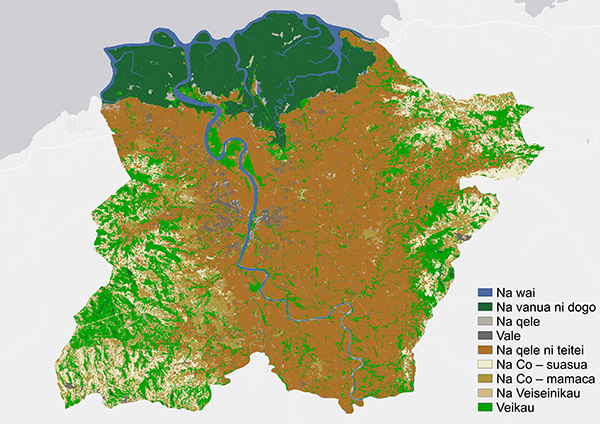 Na wai
Na vanua ni dogo
Na qele
Vale
Na qele ni teitei
Na Co – suasua
Na Co – mamaca
Na Veiseinikau
Veikau